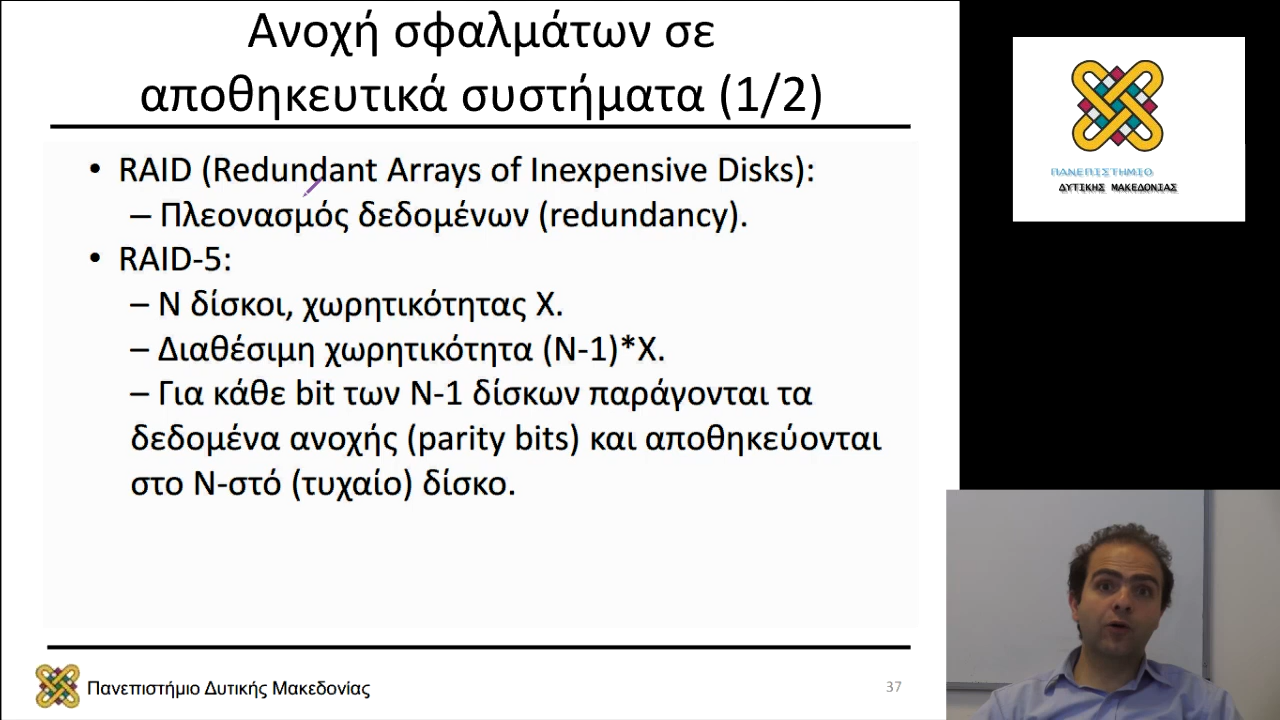 Ανοχή σφαλμάτων σε
αποθηκευτικά συστήματα (1/2)
• RAID (Redundant Arrays of Inexpensive Disks):
– Πλεονασμός δεδομένων (redundancy).
• RAID-5:
– Ν δίσκοι, χωρητικότητας Χ.
– Διαθέσιμη χωρητικότητα (Ν-1)*Χ.
– Για κάθε bit των Ν-1 δίσκων παράγονται τα
δεδομένα ανοχής (parity bits) και αποθηκεύονται
στο Ν-στό (τυχαίο) δίσκο.
Πανεπιστήμιο Δυτικής Μακεδονίας
37
ΠΑΝΕΠΙΣΤΗΜΙΟ
ΔΥΤΙΚΗΣ ΜΑΚΕΔΟΝΙΑΣ